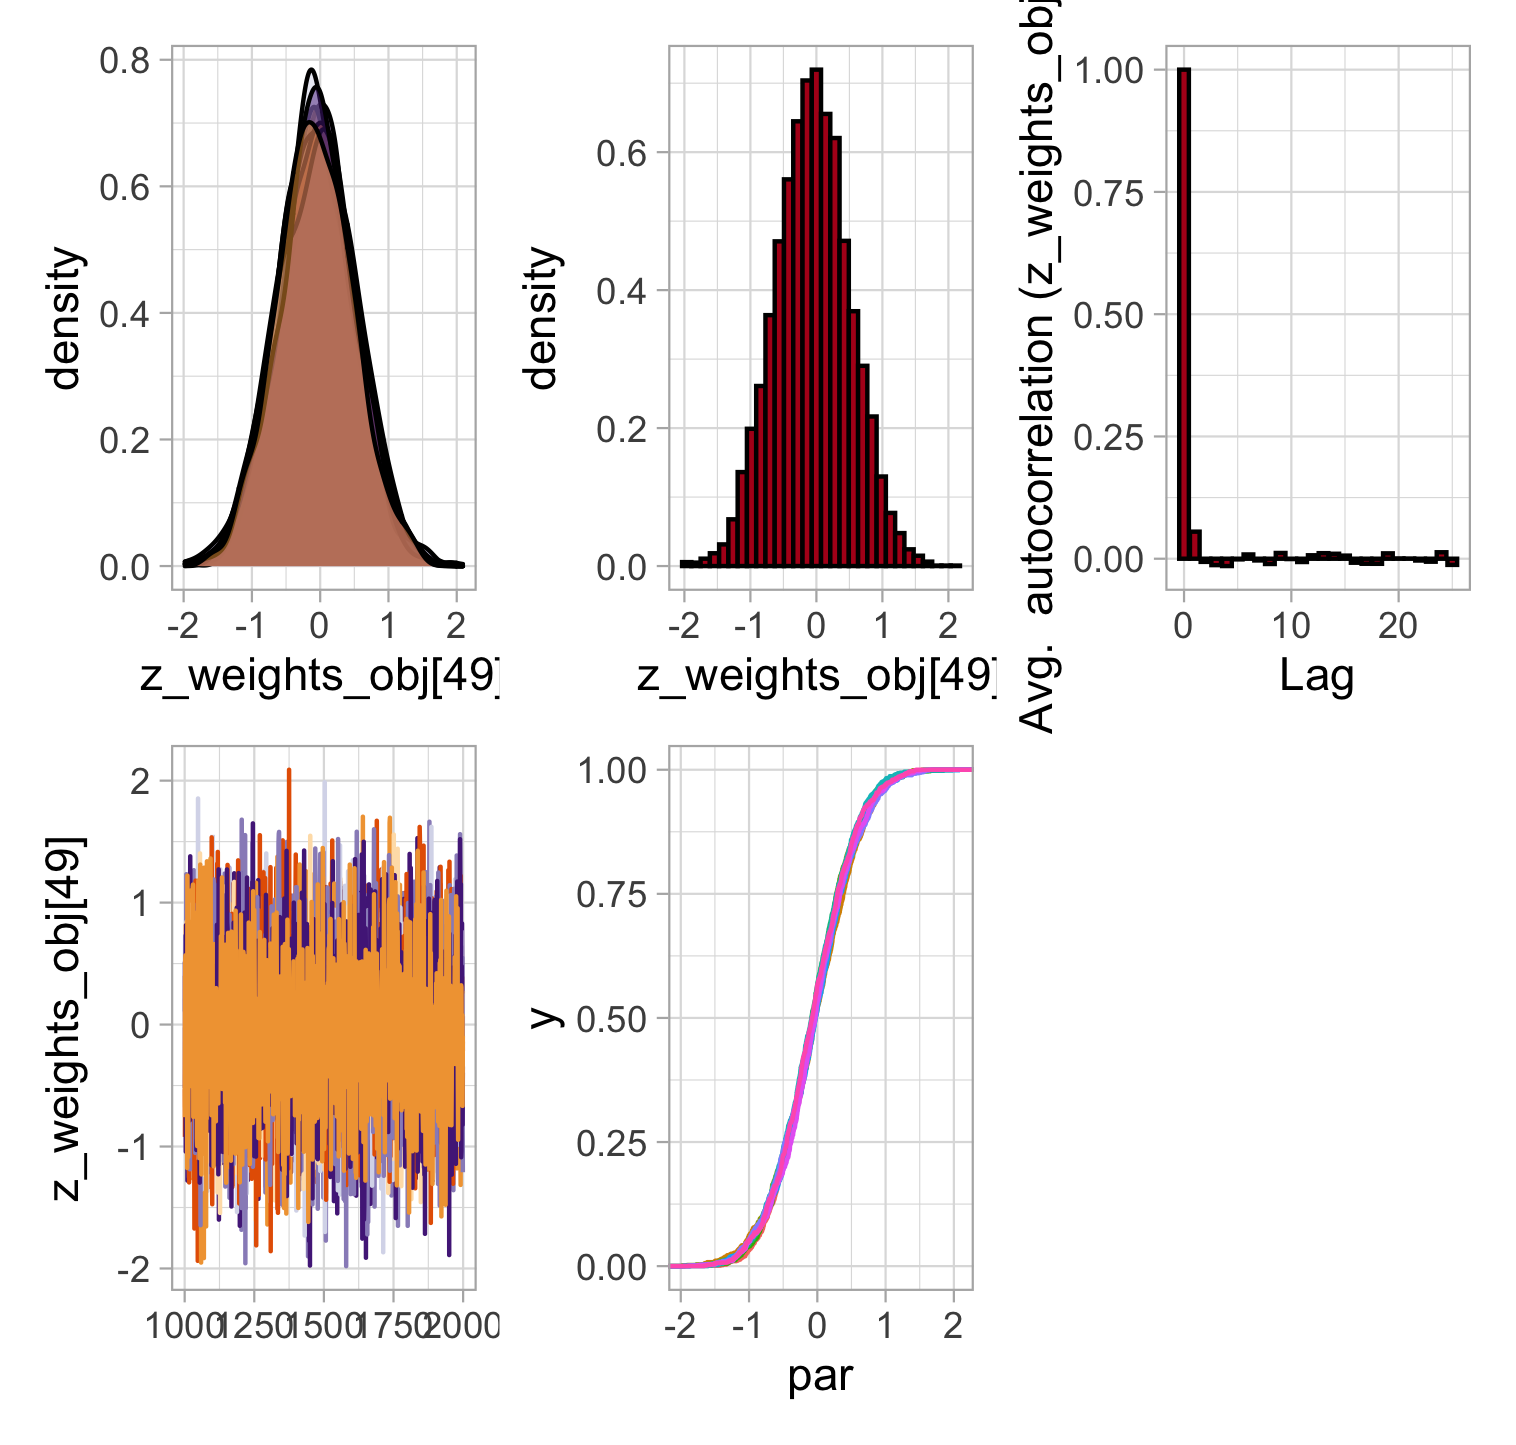 density
0.8
0.6
0.4
0.2
0.0
-2 -1 0 1 2
z_weights_obj[49]
density
0.6
0.4
0.2
0.0
-2 -1 0 1 2
z_weights_obj[49]
Avg. autocorrelation (z_weights_obj
1.00
0.75
0.50
0.25
0.00
0 10 20
Lag
z_weights_obj[49]
2
1
0
-1
-2
1000 1250 1500 1750 2000
y
1.00
0.75
0.50
0.25
0.00
-2 -1 0 1 2
par